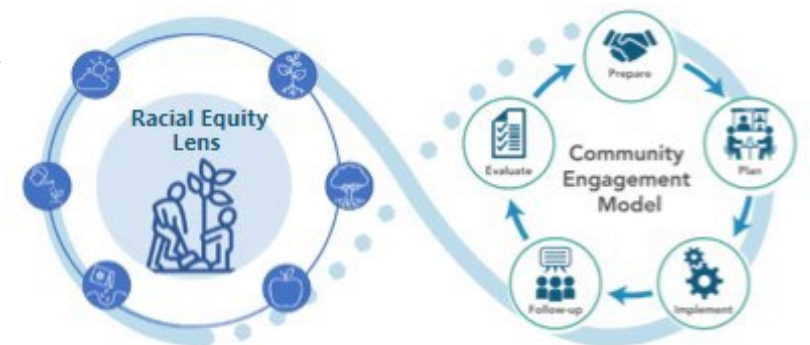 Racial Equity
Lens
Prepare
Plan
Implement
Follow-up
Evaluate
Community
Engagement
Model